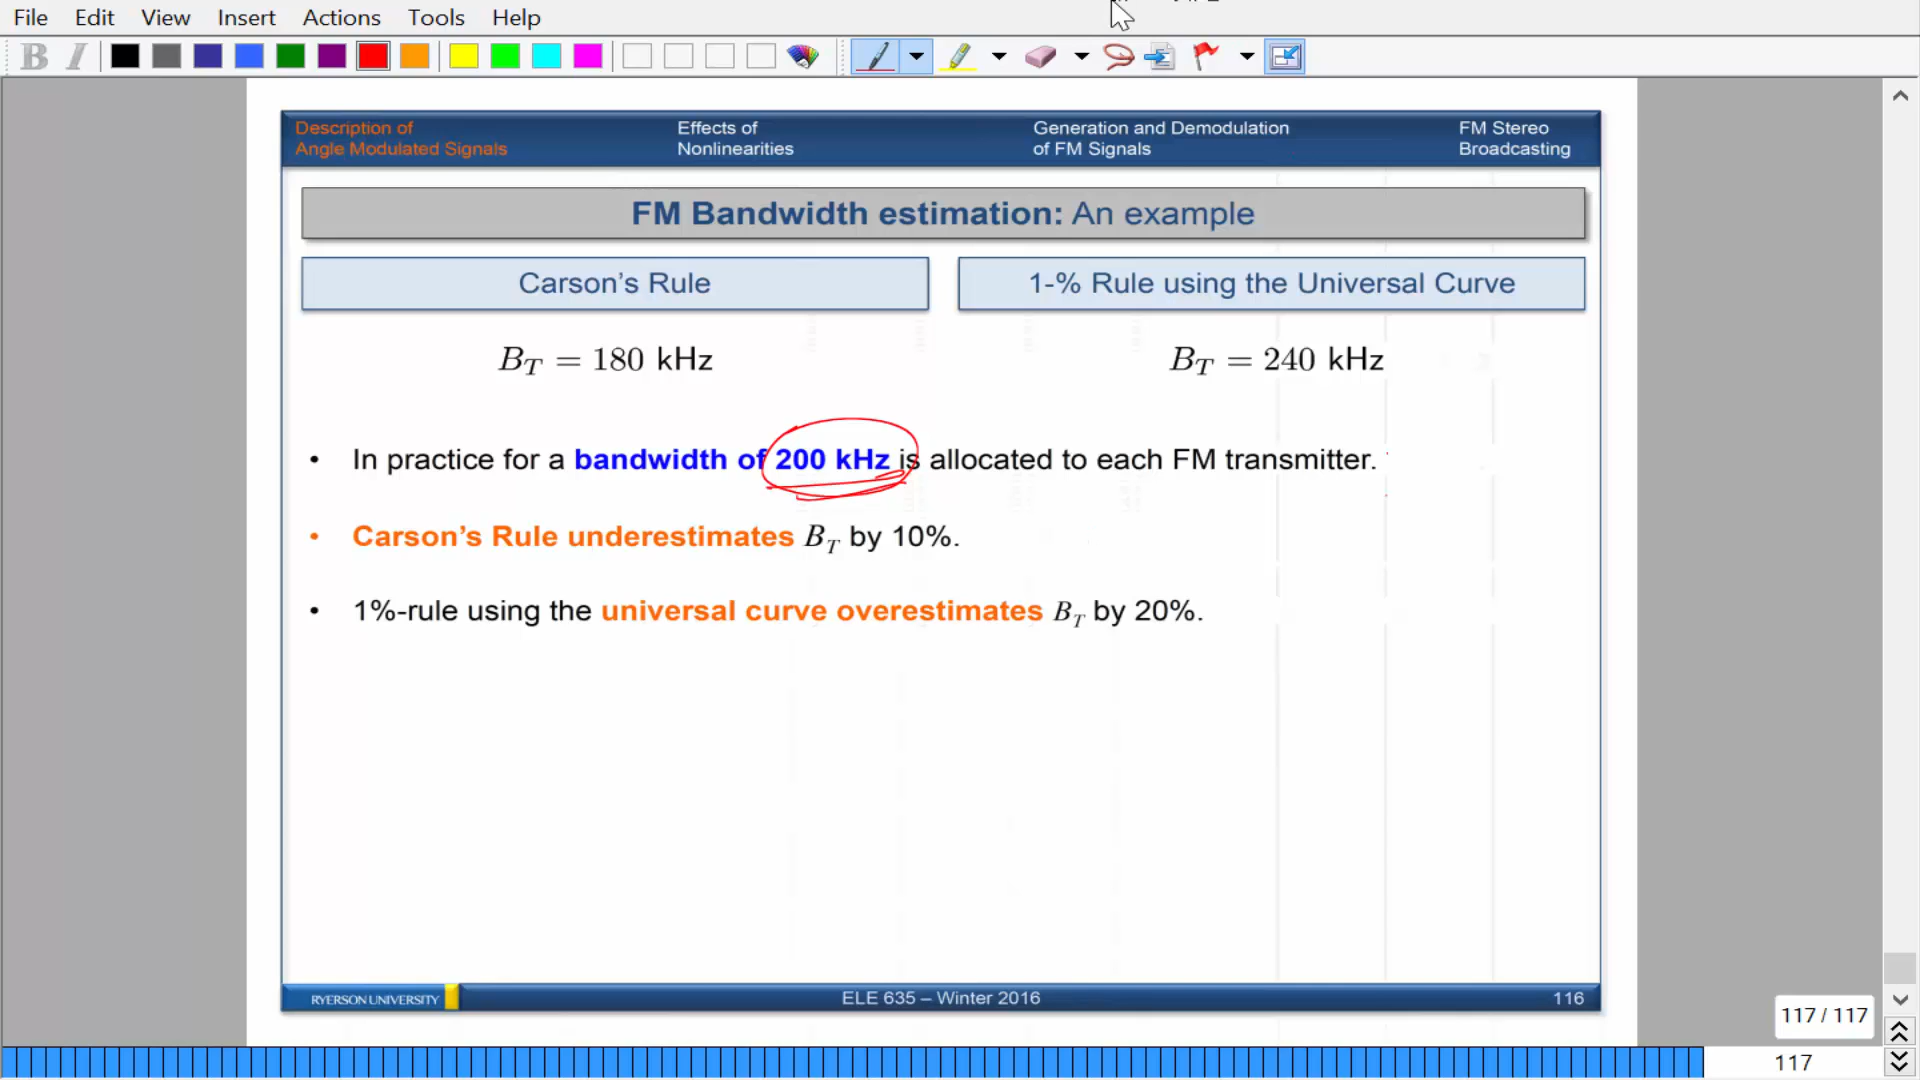 File Edit View Insert Actions Tools Help
B I
Description of
Angle Modulated Signals
Effects of
Nonlinearities
Generation and Demodulation
of FM Signals
FM Stereo
Broadcasting
FM Bandwidth estimation: An example
Carson's Rule
1-% Rule using the Universal Curve
B_T = 180 kHz
B_T = 240 kHz
• In practice for a bandwidth of 200 kHz is allocated to each FM transmitter.
• Carson's Rule underestimates B_T by 10%.
• 1%-rule using the universal curve overestimates B_T by 20%.
RYERSON UNIVERSITY
ELE 635 – Winter 2016
116
117 / 117
117